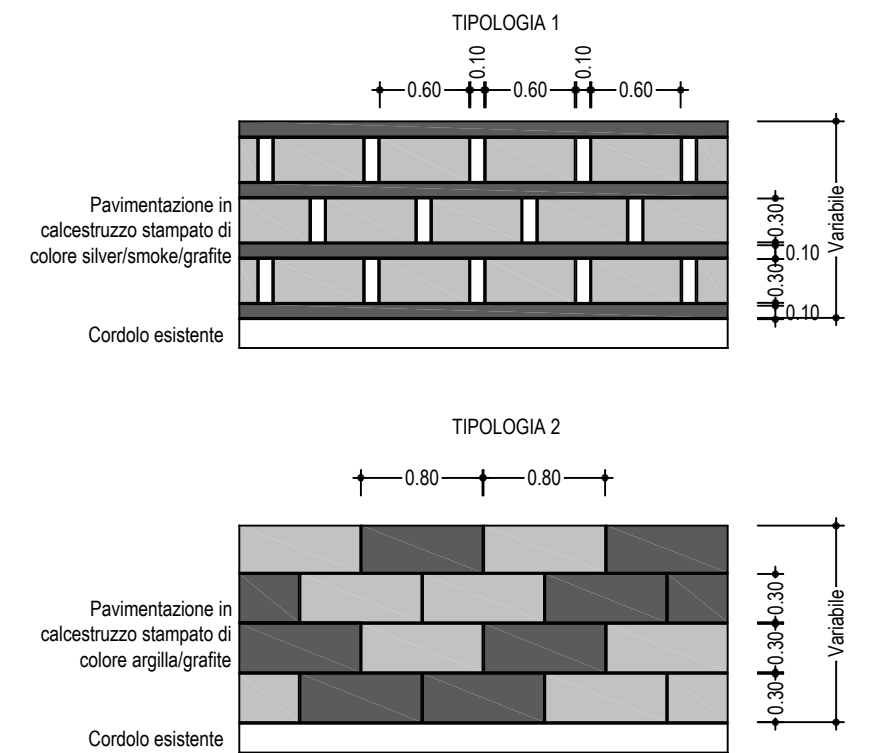 TIPOLOGIA 1
0.60
0.10
0.60
0.10
0.60
Pavimentazione in
calcestruzzo stampato di
colore silver/smoke/grafite
Cordolo esistente
0.30
0.10
0.30
0.10
Variabile
TIPOLOGIA 2
0.80
0.80
Pavimentazione in
calcestruzzo stampato di
colore argilla/grafite
Cordolo esistente
0.30
0.30
0.30
Variabile